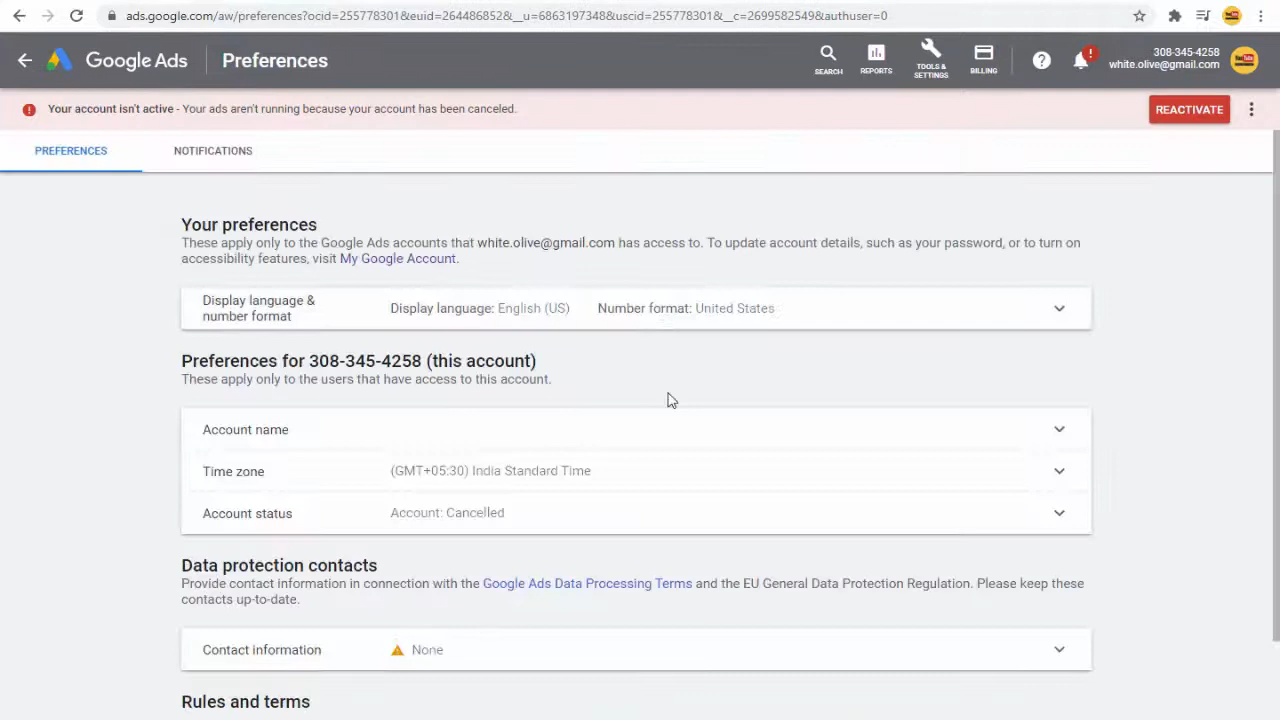 ads.google.com/aw/preferences?ocid=255778301&euid=264486852&__u=6863197348&uscid=255778301&__c=2699582549&authuser=0
Google Ads
Preferences
SEARCH
REPORTS
TOOLS &
SETTINGS
BILLING
308-345-4258
white.olive@gmail.com
Your account isn't active - Your ads aren't running because your account has been canceled.
REACTIVATE
PREFERENCES
NOTIFICATIONS
Your preferences
These apply only to the Google Ads accounts that white.olive@gmail.com has access to. To update account details, such as your password, or to turn on
accessibility features, visit My Google Account.
Display language &
number format
Display language: English (US)
Number format: United States
Preferences for 308-345-4258 (this account)
These apply only to the users that have access to this account.
Account name
Time zone
(GMT+05:30) India Standard Time
Account status
Account: Cancelled
Data protection contacts
Provide contact information in connection with the Google Ads Data Processing Terms and the EU General Data Protection Regulation. Please keep these
contacts up-to-date.
Contact information
None
Rules and terms